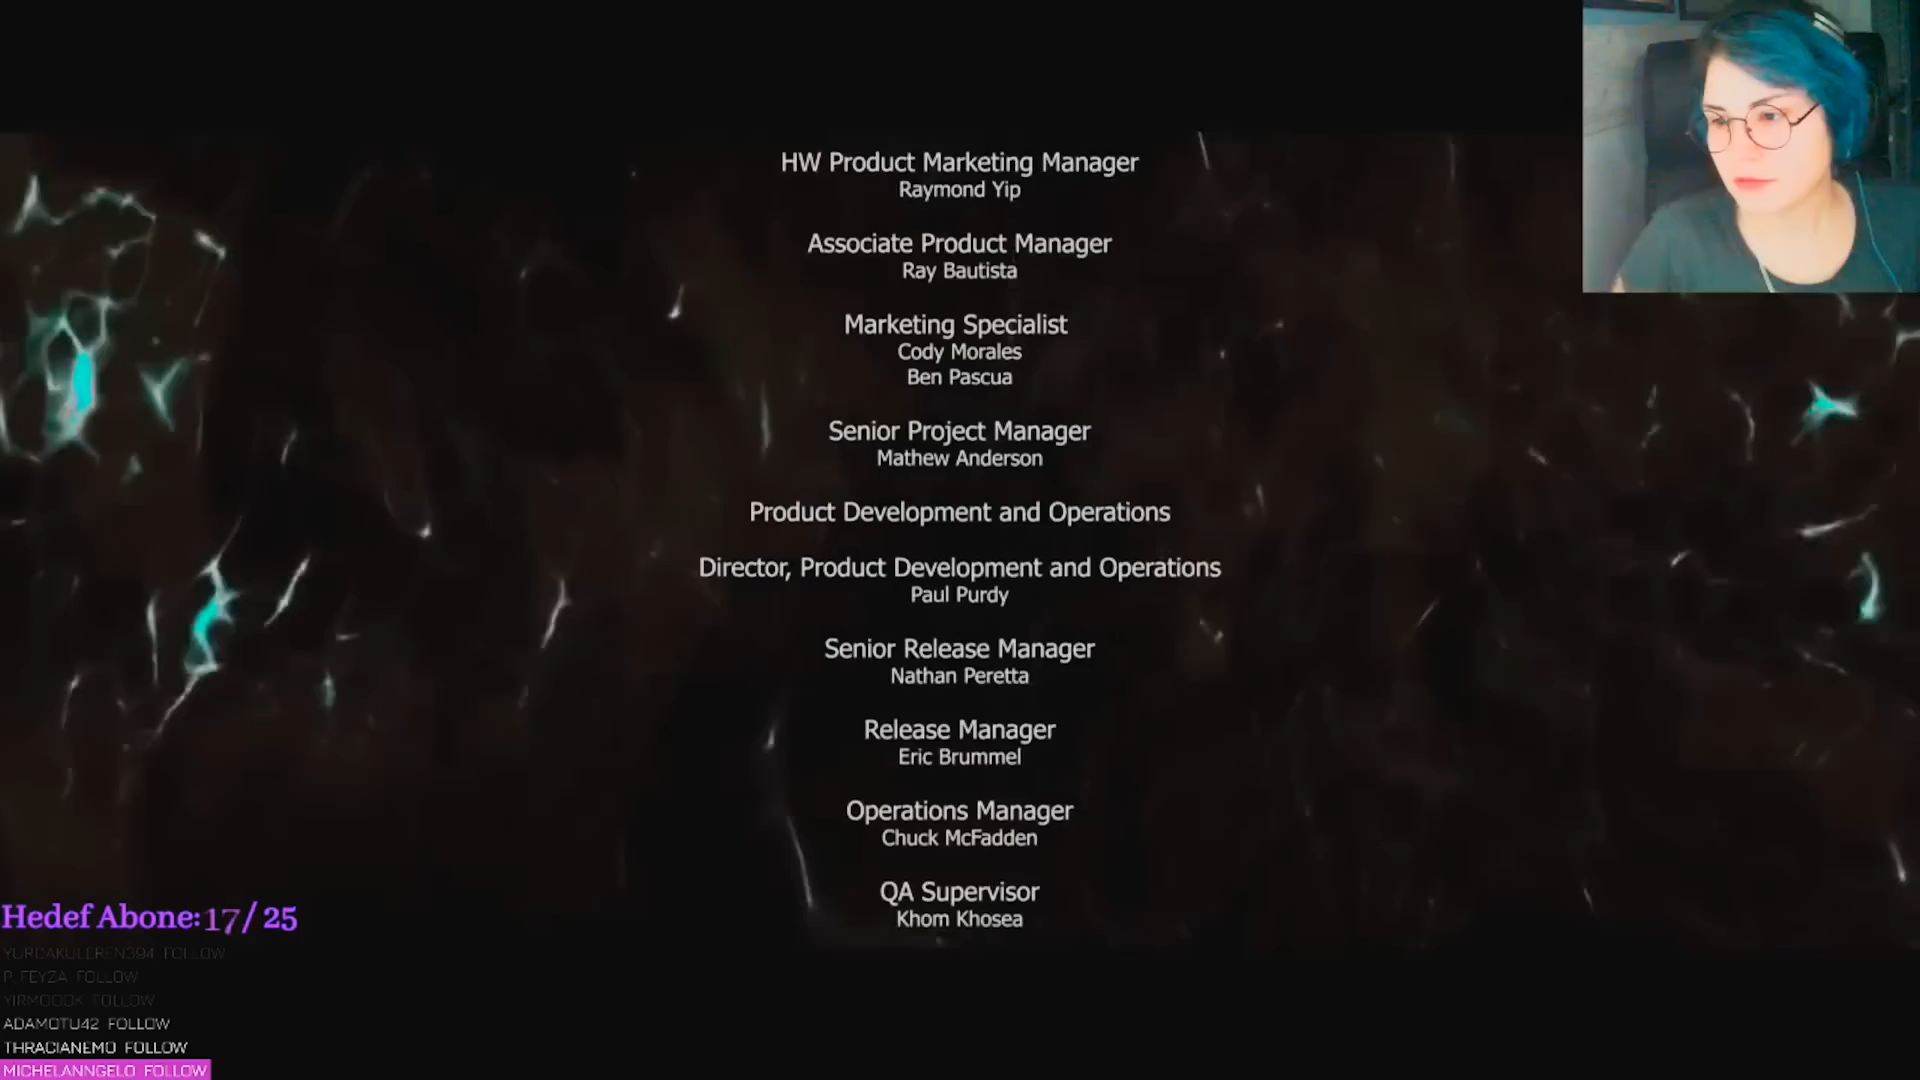 HW Product Marketing Manager
Raymond Yip
Associate Product Manager
Ray Bautista
Marketing Specialist
Cody Morales
Ben Pascua
Senior Project Manager
Mathew Anderson
Product Development and Operations
Director, Product Development and Operations
Paul Purdy
Senior Release Manager
Nathan Peretta
Release Manager
Eric Brummel
Operations Manager
Chuck McFadden
QA Supervisor
Khom Khosea
Hedef Abone: 17/ 25
YURDAKULEREN394 FOLLOW
P_FEYZA FOLLOW
YIRMOOOK FOLLOW
ADAMOTU42 FOLLOW
THRACIANEMO FOLLOW
MICHELANNGELO FOLLOW